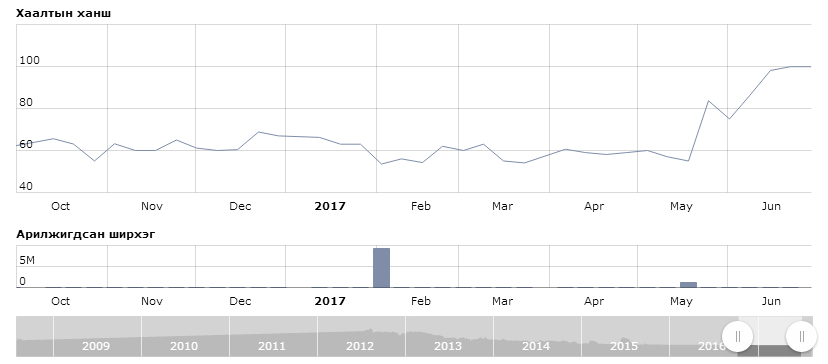 Хаалтын ханш
100
80
60
40
Oct Nov Dec 2017 Feb Mar Apr May Jun
Арилжигдсан ширхэг
5M
0
Oct Nov Dec 2017 Feb Mar Apr May Jun
2009 2010 2011 2012 2013 2014 2015 2016